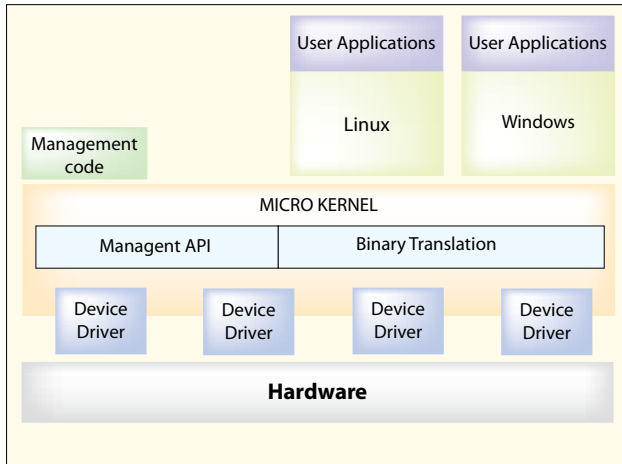 User Applications
User Applications
Linux
Windows
Management
code
MICRO KERNEL
Managent API
Binary Translation
Device
Driver
Device
Driver
Device
Driver
Device
Driver
Hardware